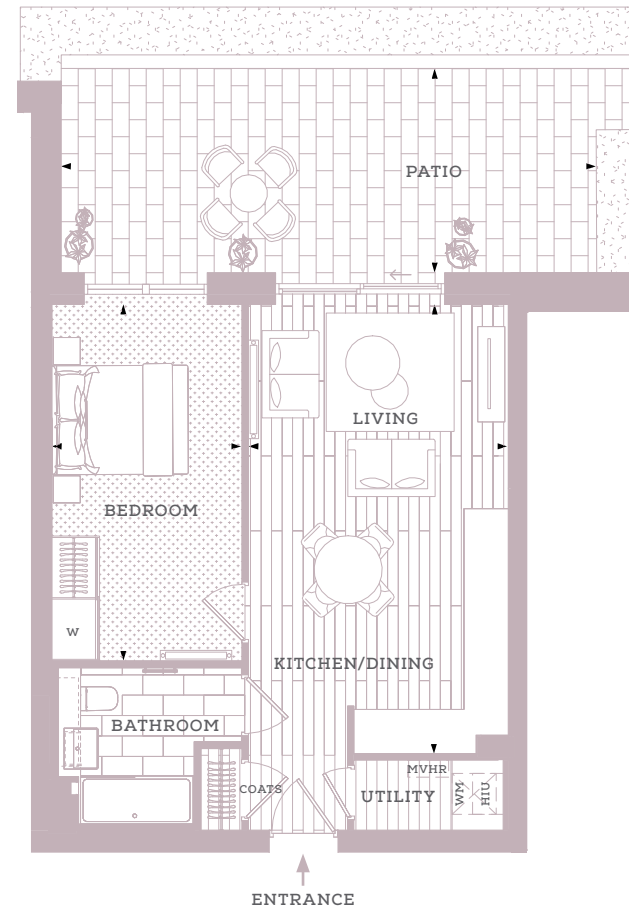 PATIO
LIVING
BEDROOM
W
KITCHEN/DINING
BATHROOM
MVHR
COATS
UTILITY
WM
HIU
ENTRANCE